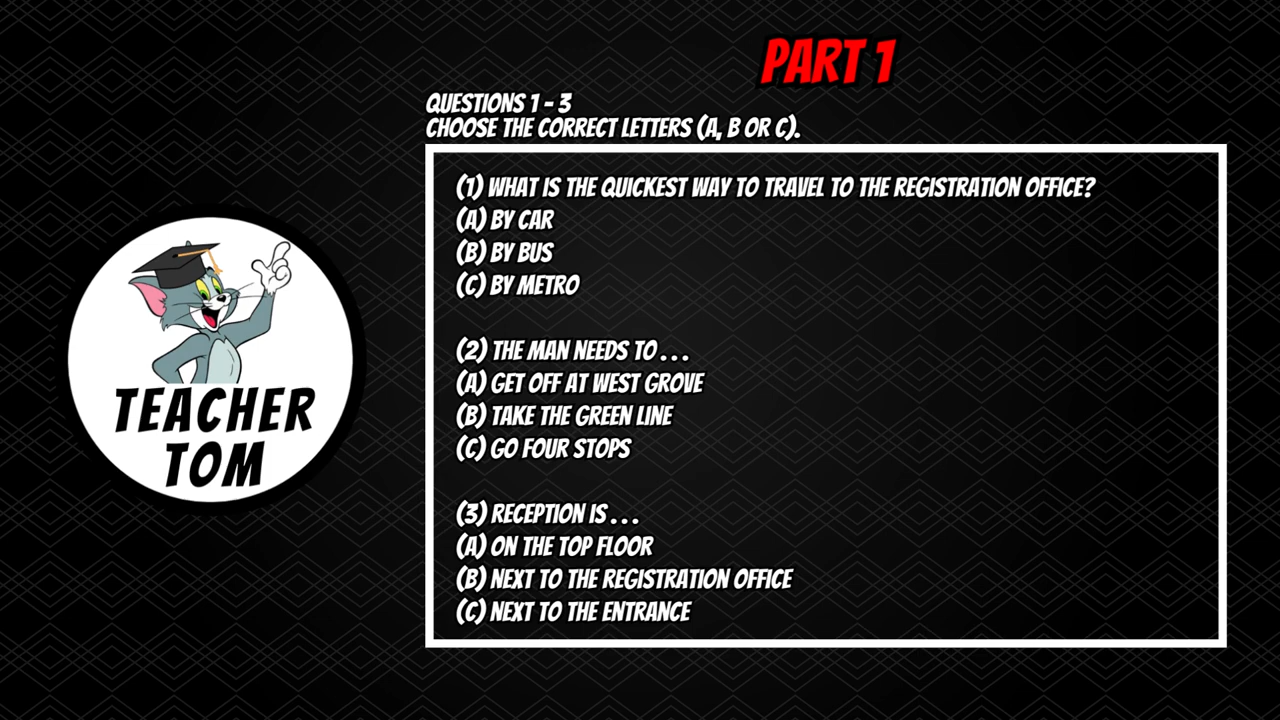 PART 1
QUESTIONS 1 - 3
CHOOSE THE CORRECT LETTERS (A, B OR C).
(1) WHAT IS THE QUICKEST WAY TO TRAVEL TO THE REGISTRATION OFFICE?
(A) BY CAR
(B) BY BUS
(C) BY METRO
(2) THE MAN NEEDS TO . . .
(A) GET OFF AT WEST GROVE
(B) TAKE THE GREEN LINE
(C) GO FOUR STOPS
(3) RECEPTION IS . . .
(A) ON THE TOP FLOOR
(B) NEXT TO THE REGISTRATION OFFICE
(C) NEXT TO THE ENTRANCE
TEACHER
TOM